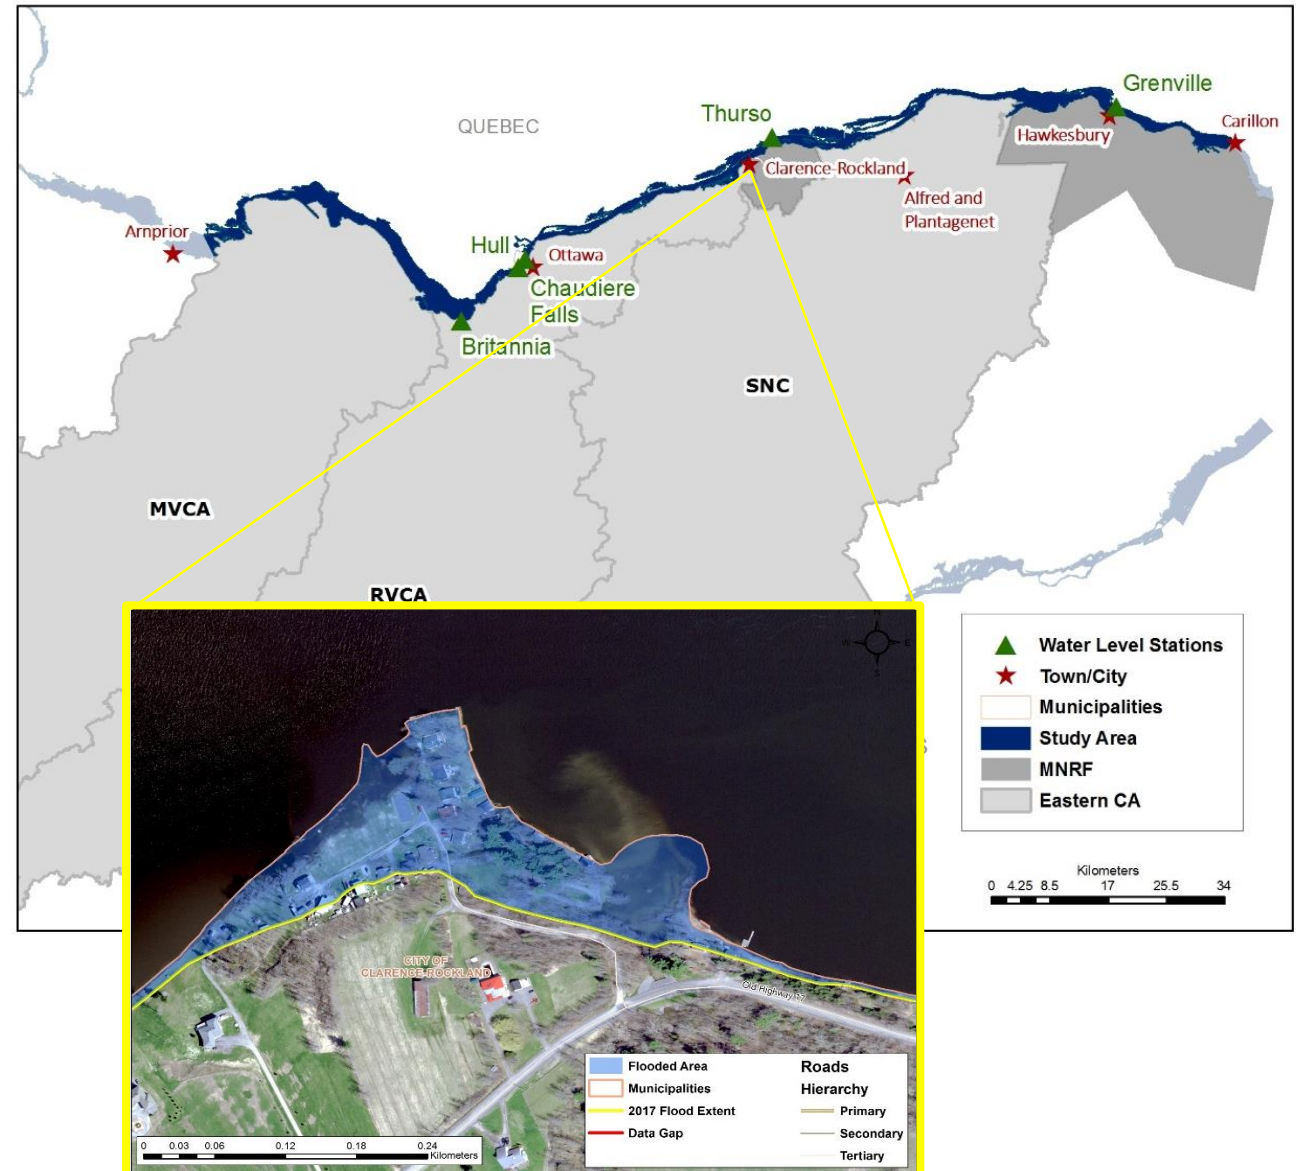 QUEBEC
Grenville
Thurso
Carillon
Hawkesbury
Clarence-Rockland
Alfred and
Plantagenet
Arnprior
Hull
Ottawa
Chaudiere
Falls
Britannia
SNC
MVCA
RVCA
Water Level Stations
Town/City
Municipalities
Study Area
MNRF
Eastern CA
Kilometers
0 4.25 8.5 17 25.5 34
N
W E
S
CITY OF
CLARENCE-ROCKLAND
Old Highway 17
Flooded Area
Municipalities
2017 Flood Extent
Data Gap
Roads
Hierarchy
Primary
Secondary
Tertiary
0 0.03 0.06 0.12 0.18 0.24
Kilometers